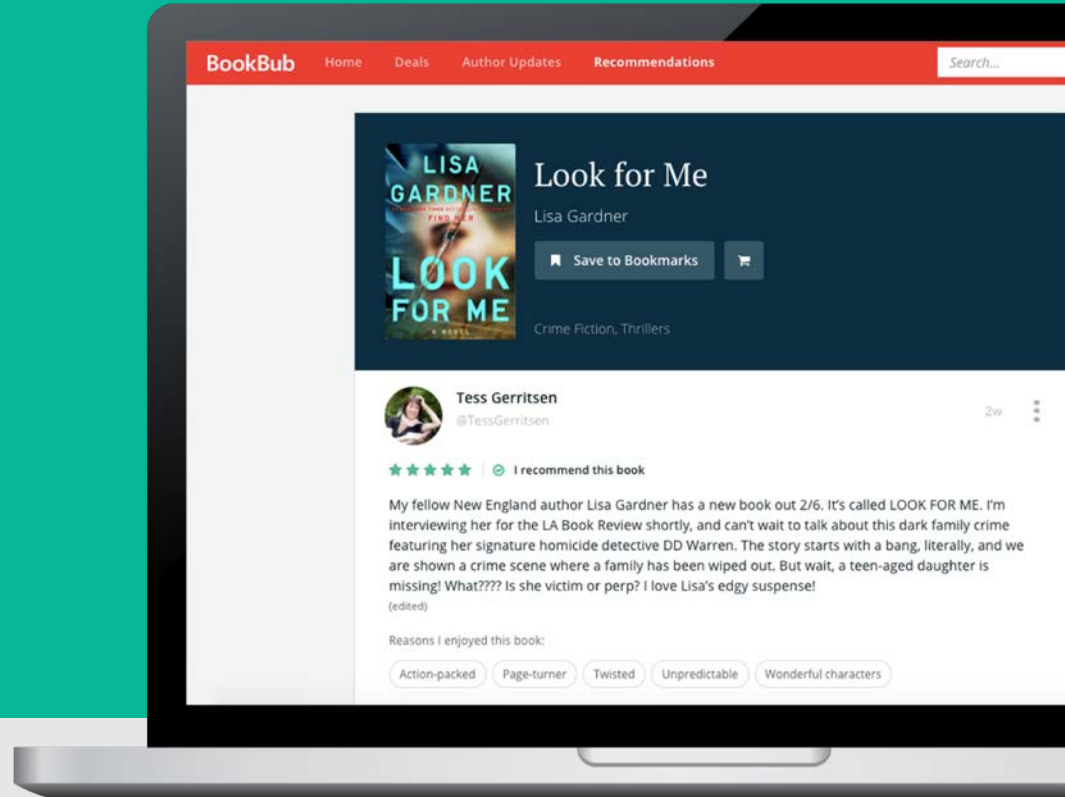 BookBub Home Deals Author Updates Recommendations Search...
LISA
GARDNER
FIND HER
LOOK
FOR ME
A NOVEL
Look for Me
Lisa Gardner
Save to Bookmarks
Crime Fiction, Thrillers
Tess Gerritsen
@TessGerritsen
2w
I recommend this book
My fellow New England author Lisa Gardner has a new book out 2/6. It's called LOOK FOR ME. I'm
interviewing her for the LA Book Review shortly, and can't wait to talk about this dark family crime
featuring her signature homicide detective DD Warren. The story starts with a bang, literally, and we
are shown a crime scene where a family has been wiped out. But wait, a teen-aged daughter is
missing! What???? Is she victim or perp? I love Lisa's edgy suspense!
(edited)
Reasons I enjoyed this book:
Action-packed Page-turner Twisted Unpredictable Wonderful characters